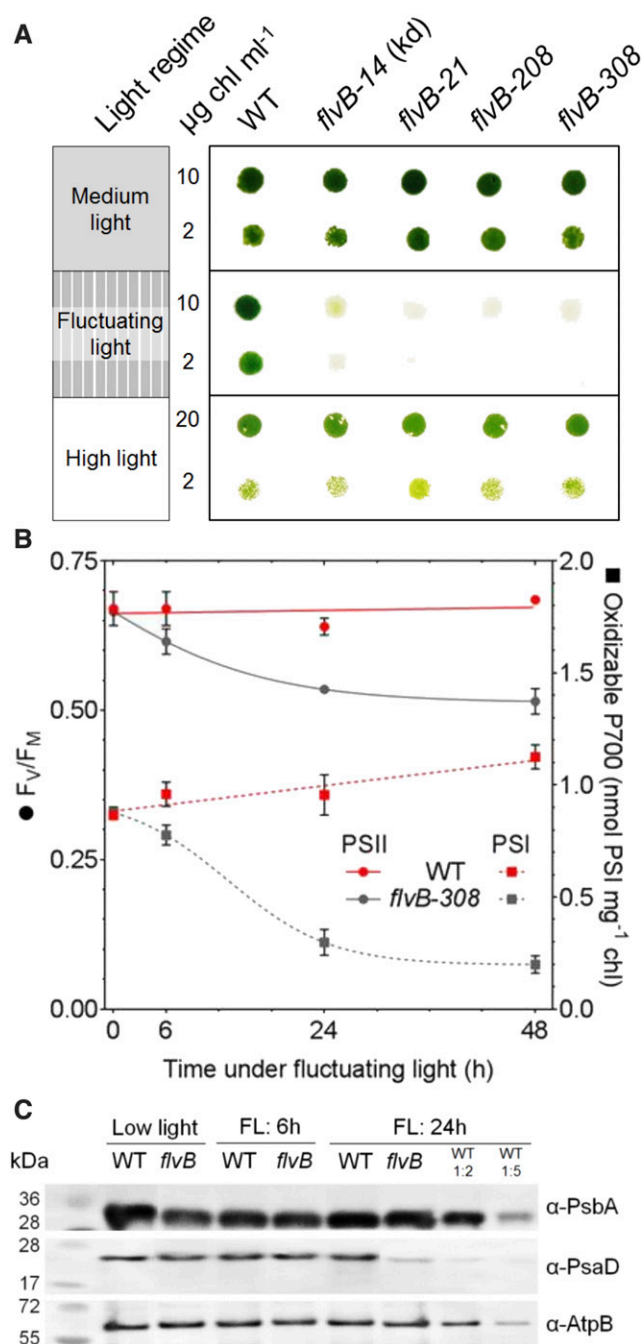 A
Light regime
µg chl ml-1
WT
flvB-14 (kd)
flvB-21
flvB-208
flvB-308
Medium
light
10
2
Fluctuating
light
10
2
High light
20
2
B
0.75
0.50
0.25
0.00
● FV/FM
2.0
1.5
1.0
0.5
0.0
■ Oxidizable P700 (nmol PSI mg-1 chl)
PSII PSI
WT
flvB-308
0 6 24 48
Time under fluctuating light (h)
C
Low light FL: 6h FL: 24h
kDa WT flvB WT flvB WT flvB WT 1:2 WT 1:5
36
28
α-PsbA
28
17
α-PsaD
72
55
α-AtpB